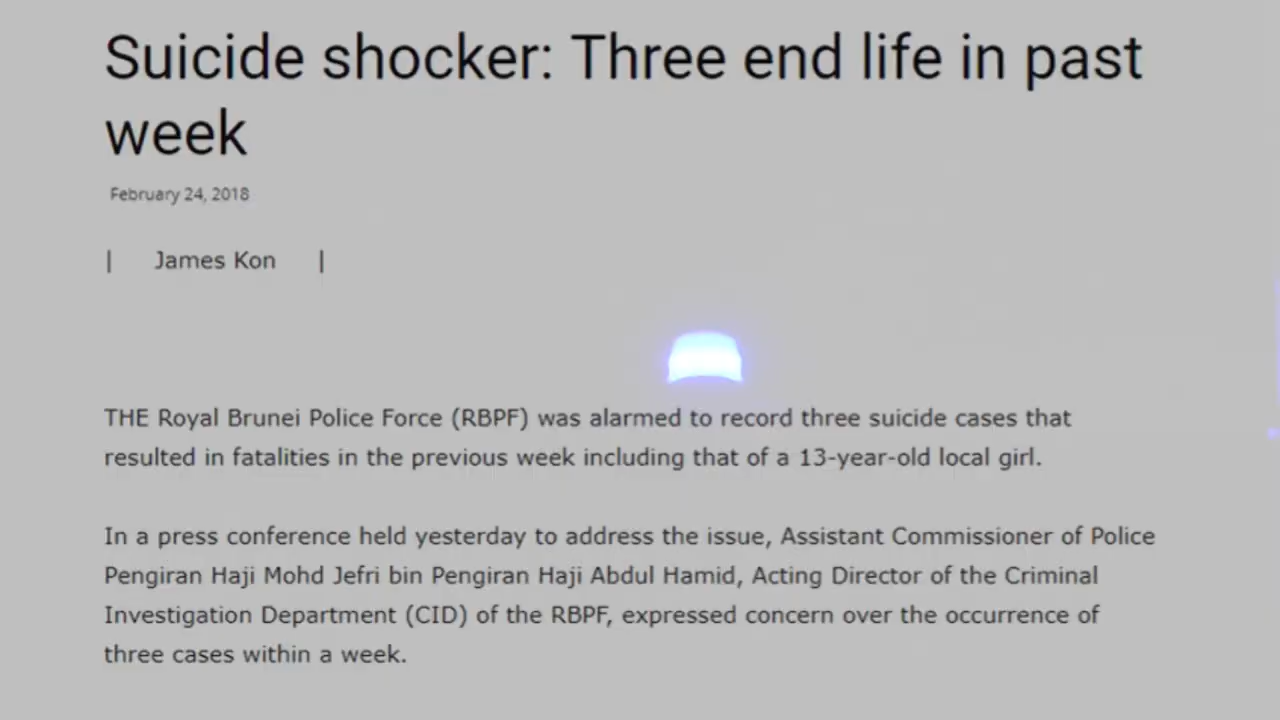 Suicide shocker: Three end life in past
week
February 24, 2018
| James Kon |
THE Royal Brunei Police Force (RBPF) was alarmed to record three suicide cases that
resulted in fatalities in the previous week including that of a 13-year-old local girl.
In a press conference held yesterday to address the issue, Assistant Commissioner of Police
Pengiran Haji Mohd Jefri bin Pengiran Haji Abdul Hamid, Acting Director of the Criminal
Investigation Department (CID) of the RBPF, expressed concern over the occurrence of
three cases within a week.